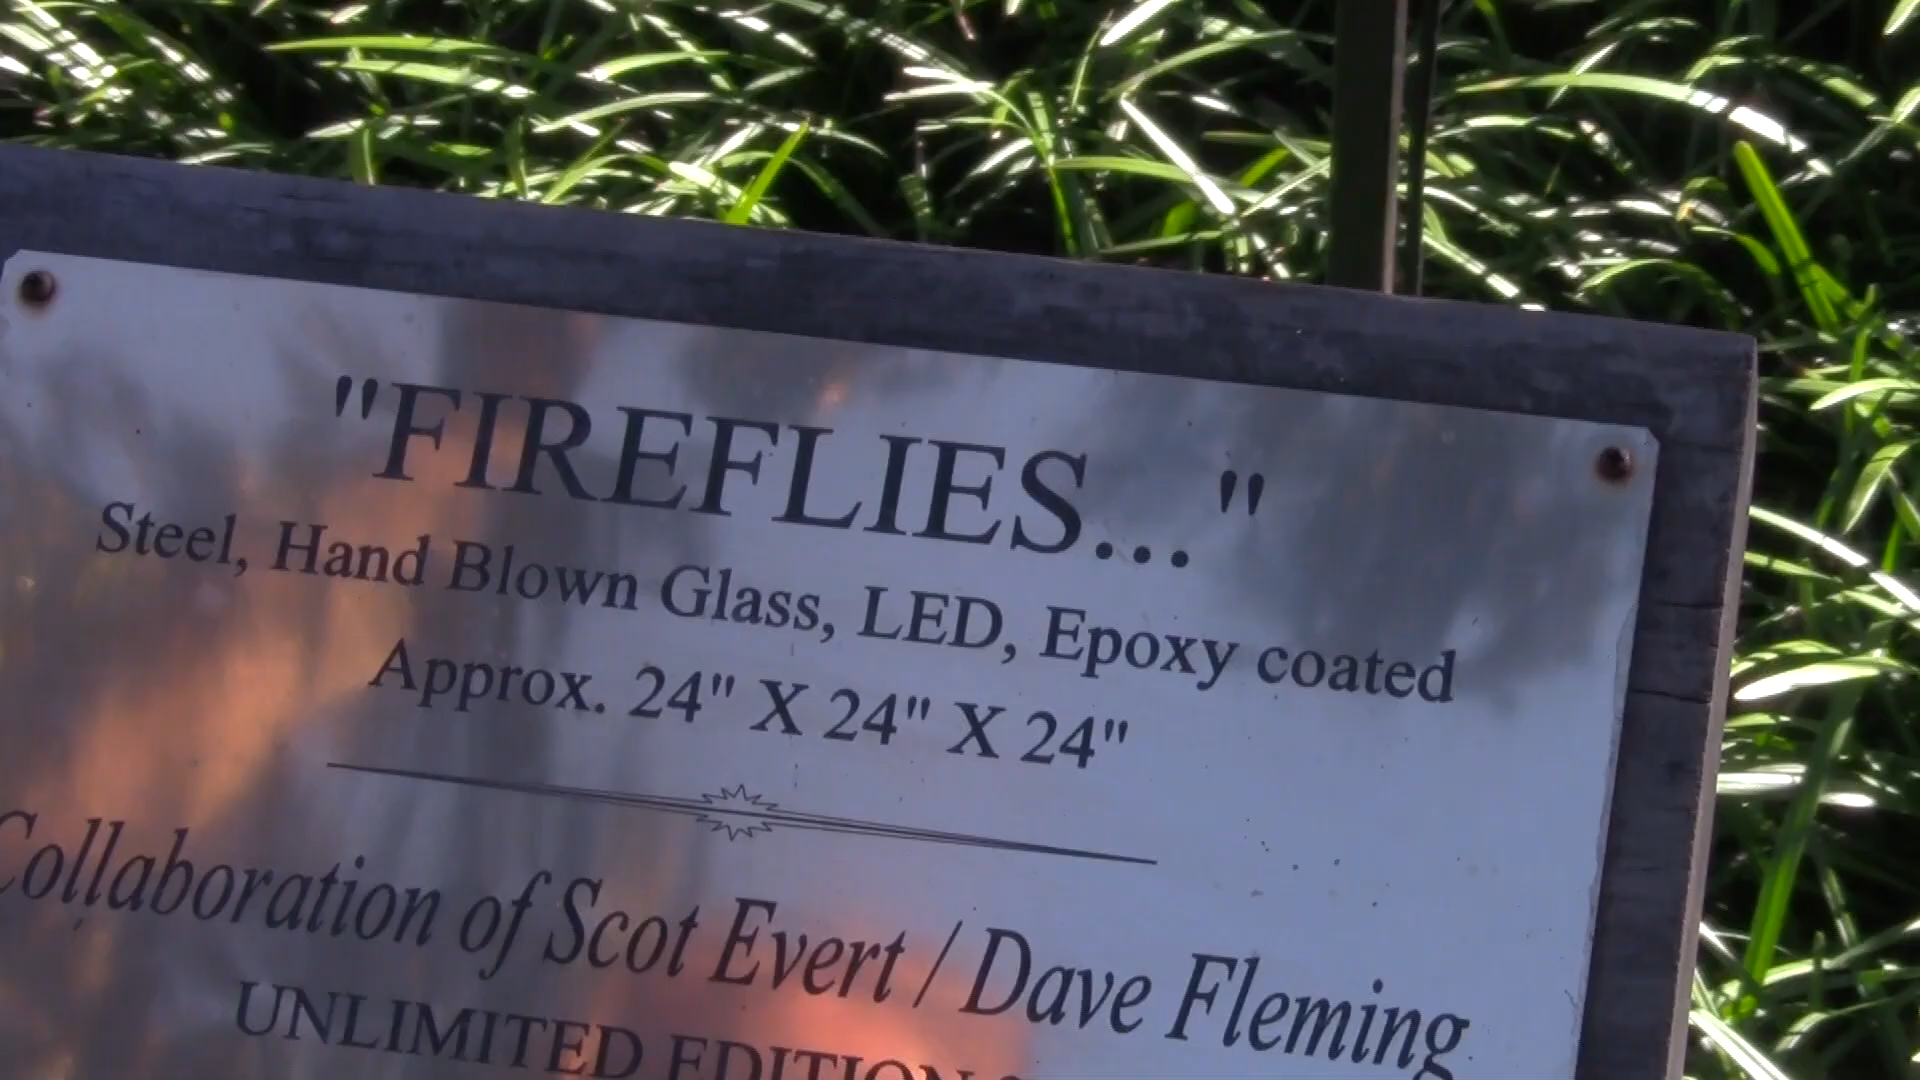 "FIREFLIES..."
Steel, Hand Blown Glass, LED, Epoxy coated
Approx. 24" X 24" X 24"
Collaboration of Scot Evert / Dave Fleming
UNLIMITED EDITION